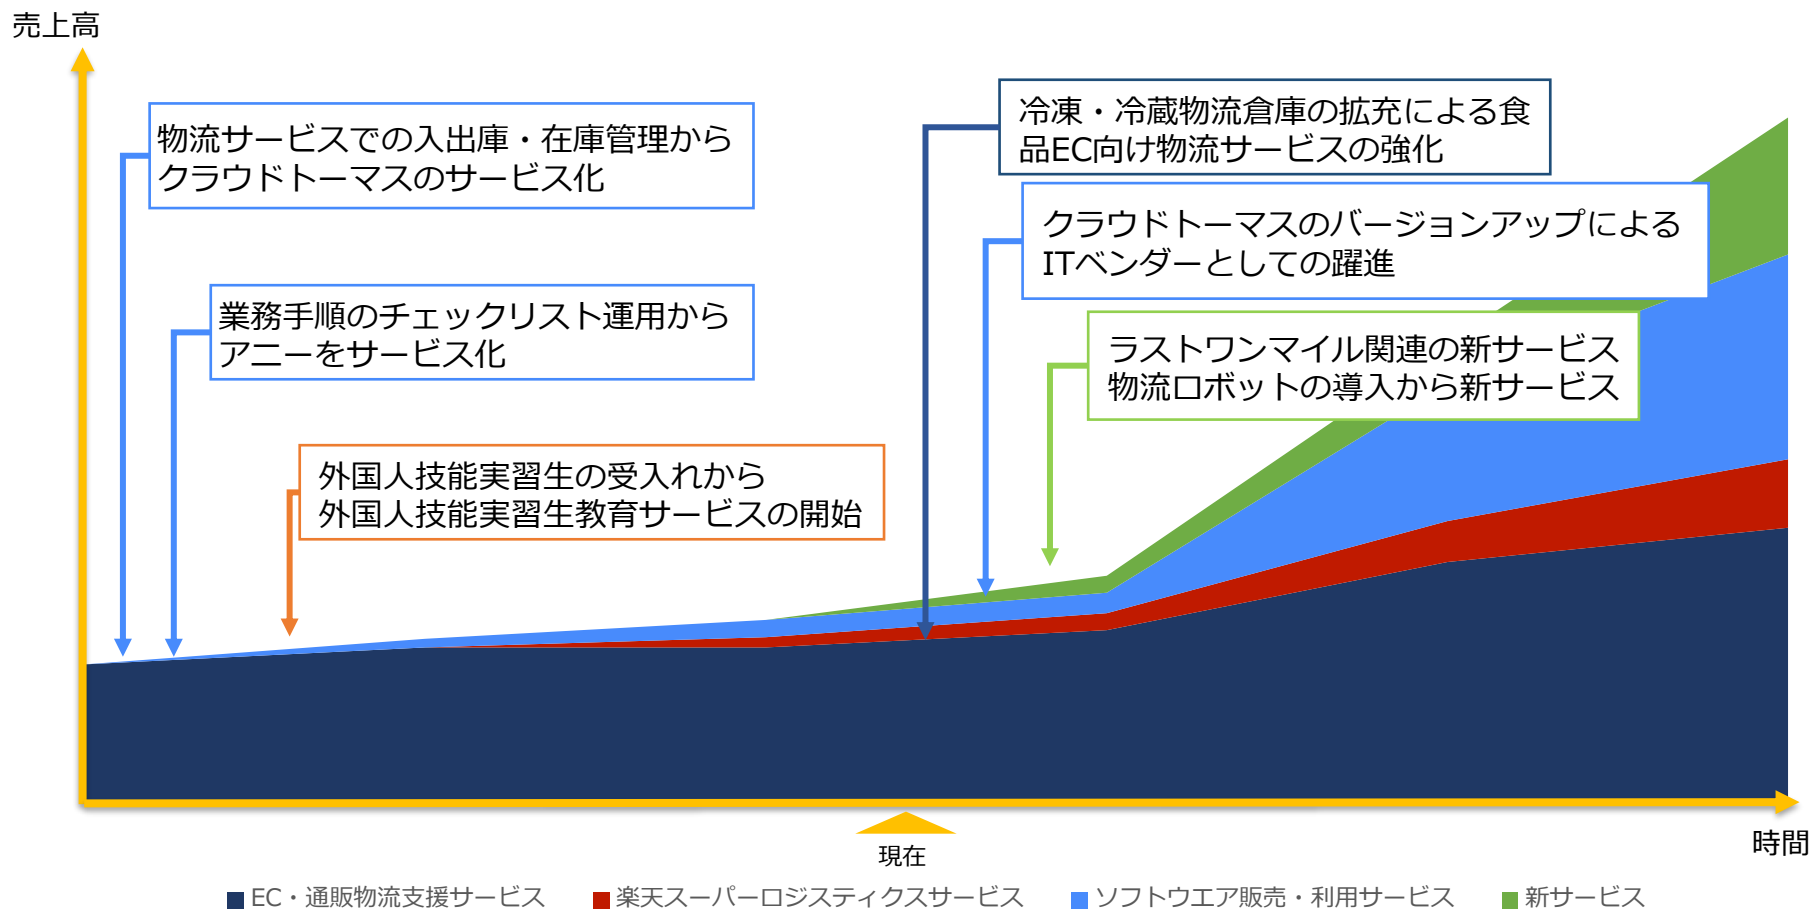 売上高
物流サービスでの入出庫・在庫管理から
クラウドトーマスのサービス化
業務手順のチェックリスト運用から
アニーをサービス化
外国人技能実習生の受入れから
外国人技能実習生教育サービスの開始
冷凍・冷蔵物流倉庫の拡充による食
品EC向け物流サービスの強化
クラウドトーマスのバージョンアップによる
ITベンダーとしての躍進
ラストワンマイル関連の新サービス
物流ロボットの導入から新サービス
時間
現在
EC・通販物流支援サービス
楽天スーパーロジスティクスサービス
ソフトウエア販売・利用サービス
新サービス